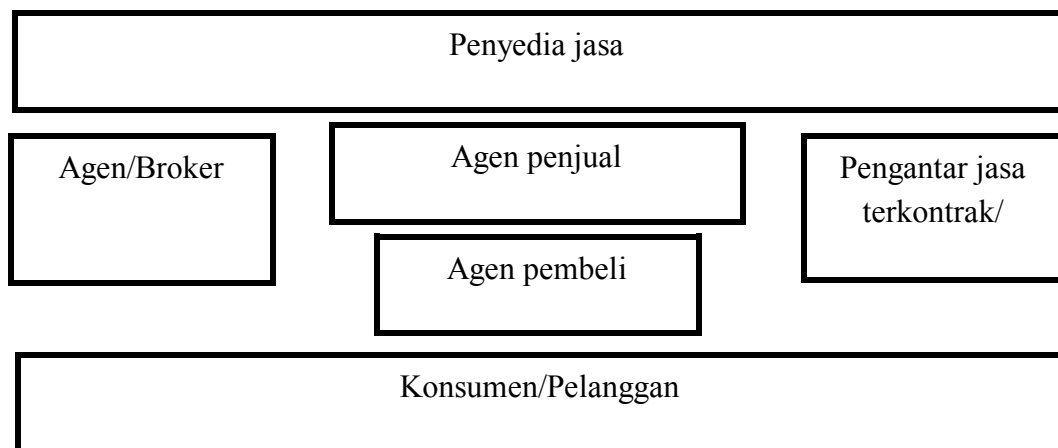 Penyedia jasa
Agen/Broker
Agen penjual
Pengantar jasa
terkontrak/
Agen pembeli
Konsumen/Pelanggan